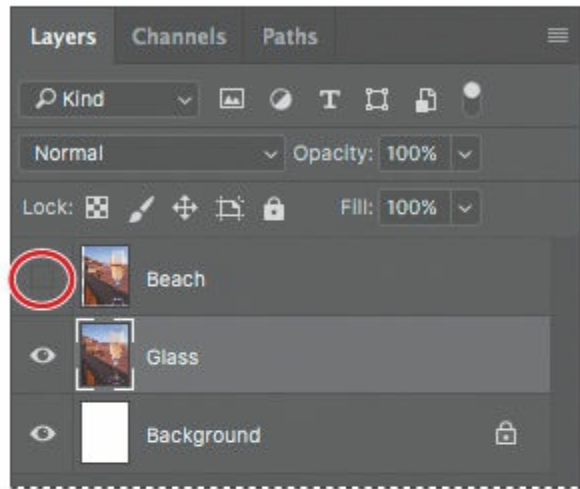 Layers Channels Paths
Kind T
Normal Opacity: 100%
Lock: Fill: 100%
Beach
Glass
Background